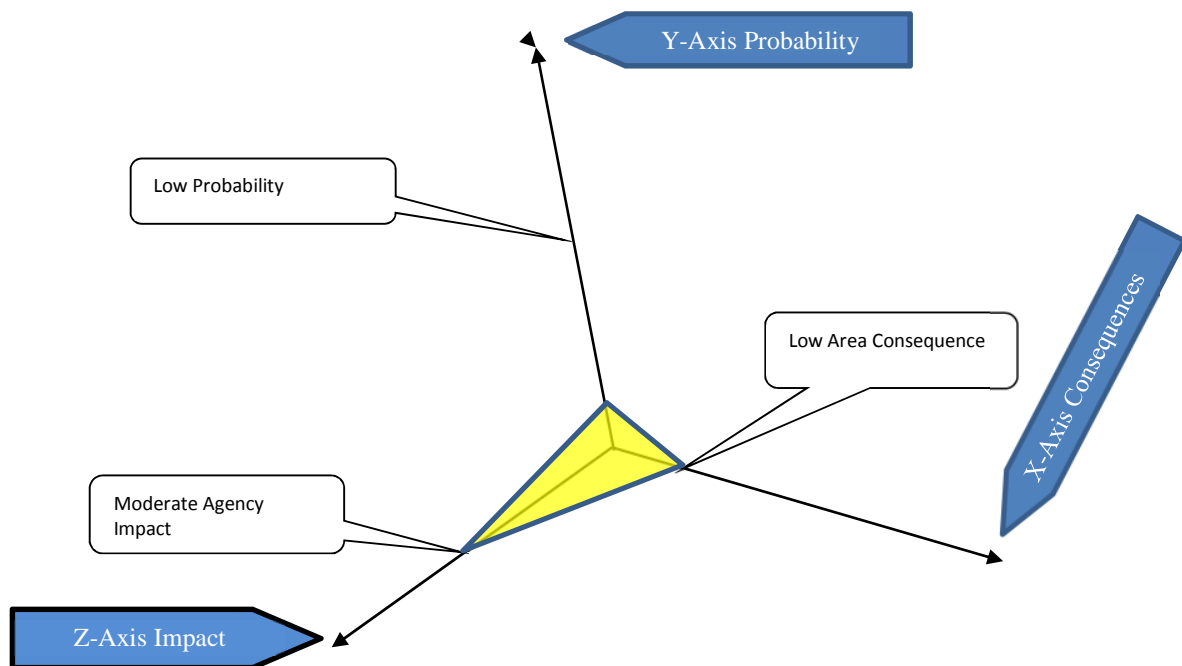 Y-Axis Probability
Low Probability
X-Axis Consequences
Low Area Consequence
Moderate Agency
Impact
Z-Axis Impact